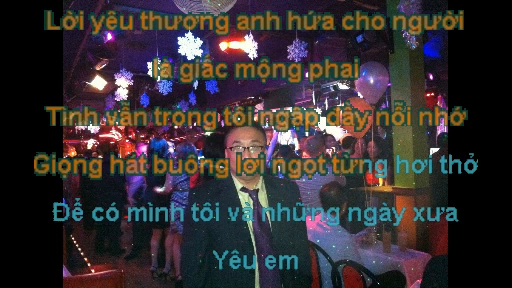 Lời yêu thương anh hứa cho người
là giấc mộng phai
Tình vẫn trong tôi ngập đầy nỗi nhớ
Giọng hát buông lơi ngọt từng hơi thở
Để có mình tôi và những ngày xưa
Yêu em